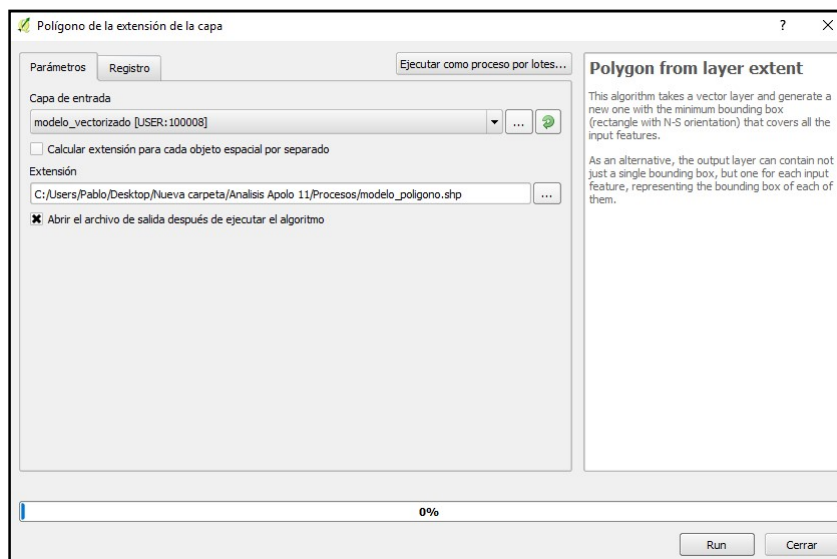 Polígono de la extensión de la capa
?
Parámetros
Registro
Ejecutar como proceso por lotes...
Capa de entrada
modelo_vectorizado [USER:100008]
...
Calcular extensión para cada objeto espacial por separado
Extensión
C:/Users/Pablo/Desktop/Nueva carpeta/Analisis Apolo 11/Procesos/modelo_poligono.shp
...
Abrir el archivo de salida después de ejecutar el algoritmo
Polygon from layer extent
This algorithm takes a vector layer and generate a
new one with the minimum bounding box
(rectangle with N-S orientation) that covers all the
input features.
As an alternative, the output layer can contain not
just a single bounding box, but one for each input
feature, representing the bounding box of each of
them.
0%
Run
Cerrar